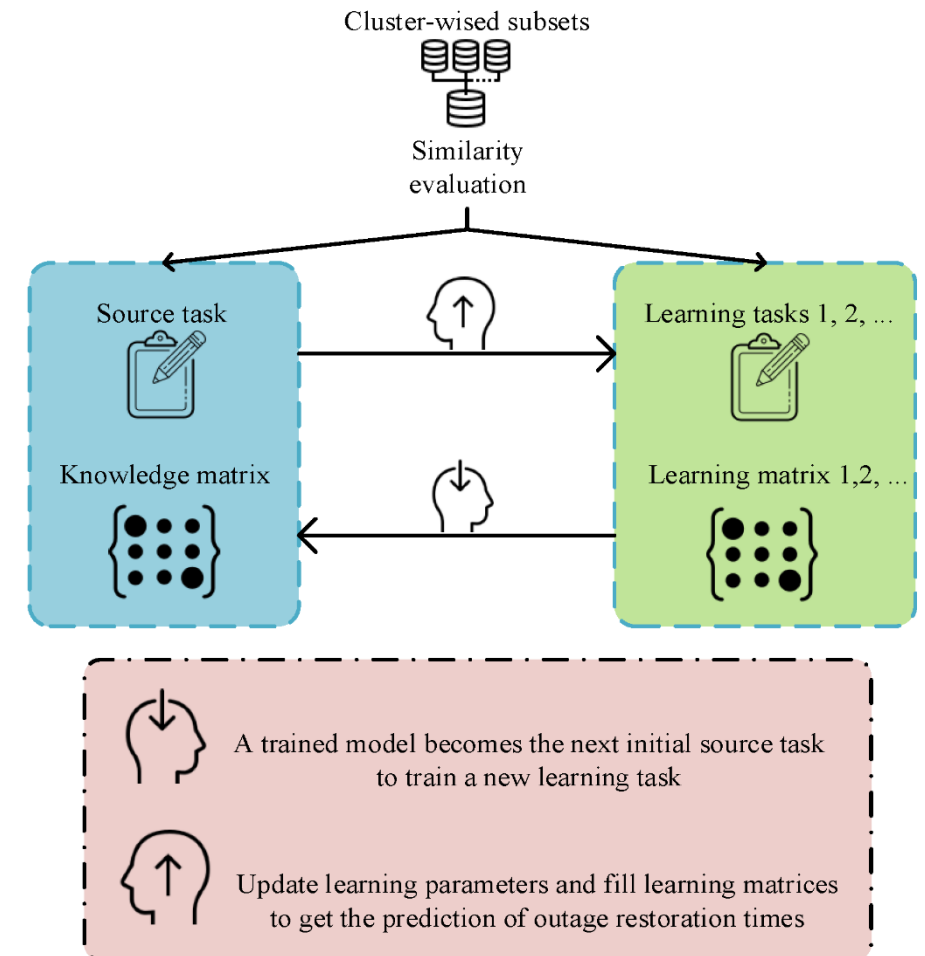 Cluster-wised subsets
Similarity
evaluation
Source task
Learning tasks 1, 2, ...
Knowledge matrix
Learning matrix 1,2, ...
A trained model becomes the next initial source task
to train a new learning task
Update learning parameters and fill learning matrices
to get the prediction of outage restoration times